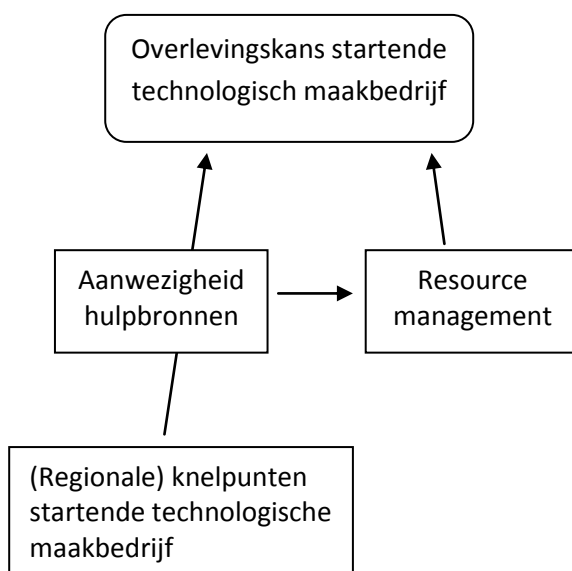 Overlevingskans startende
technologisch maakbedrijf
Aanwezigheid
hulpbronnen
Resource
management
(Regionale) knelpunten
startende technologische
maakbedrijf